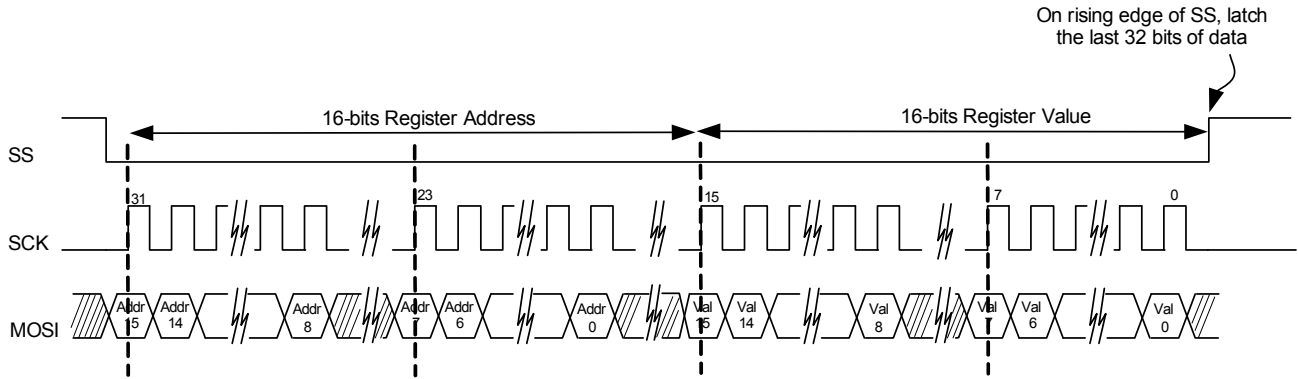 On rising edge of SS, latch
the last 32 bits of data
16-bits Register Address
16-bits Register Value
SS
31
23
15
7
0
SCK
Addr
15
Addr
14
Addr
8
Addr
7
Addr
6
Addr
0
Val
15
Val
14
Val
8
Val
7
Val
6
Val
0
MOSI